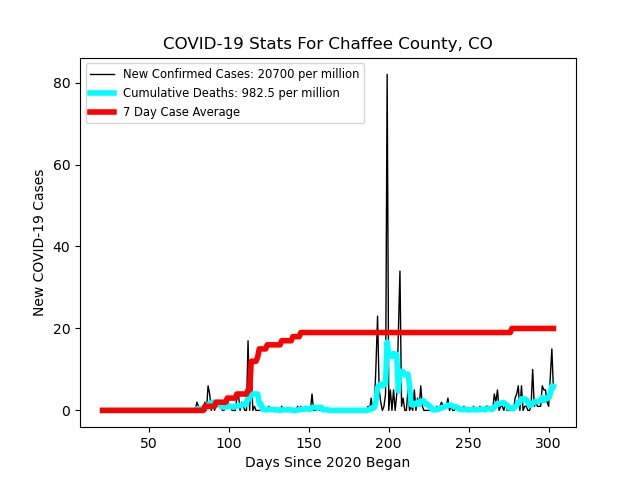 COVID-19 Stats For Chaffee County, CO
New Confirmed Cases: 20700 per million
Cumulative Deaths: 982.5 per million
7 Day Case Average
New COVID-19 Cases
80
60
40
20
0
50 100 150 200 250 300
Days Since 2020 Began